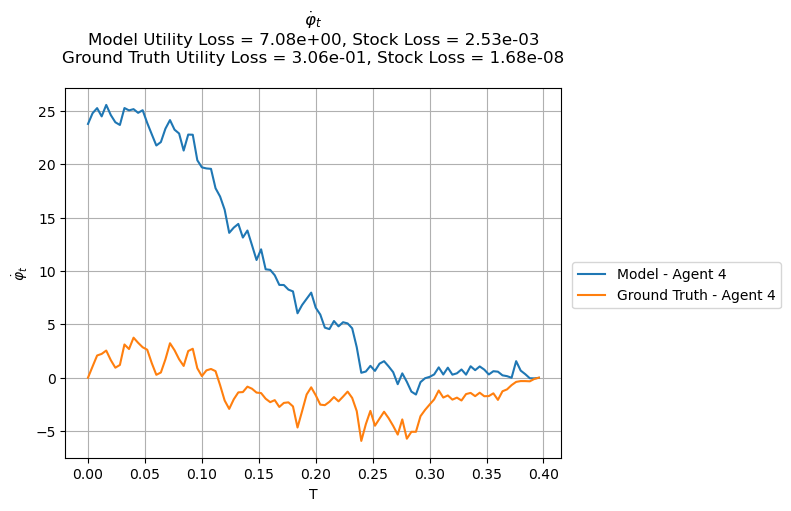 φ̇ₜ
Model Utility Loss = 7.08e+00, Stock Loss = 2.53e-03
Ground Truth Utility Loss = 3.06e-01, Stock Loss = 1.68e-08
25
20
15
10
5
0
−5
φ̇ₜ
0.00 0.05 0.10 0.15 0.20 0.25 0.30 0.35 0.40
T
Model - Agent 4
Ground Truth - Agent 4